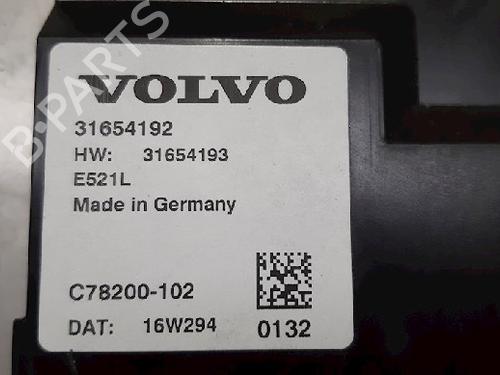 VOLVO
31654192
HW: 31654193
E521L
Made in Germany
C78200-102
DAT: 16W294 0132
B-PARTS